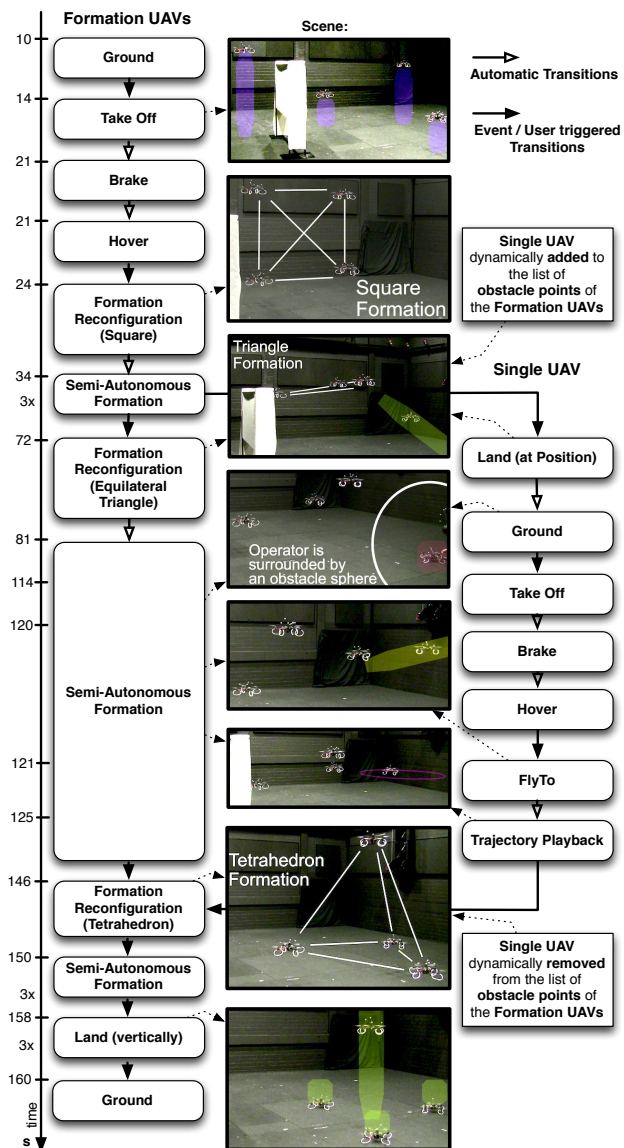 Formation UAVs
10
Ground
14
Take Off
21
Brake
21
Hover
24
Formation
Reconfiguration
(Square)
34
Semi-Autonomous
Formation
3x
72
Formation
Reconfiguration
(Equilateral
Triangle)
81
114
120
Semi-Autonomous
Formation
121
125
146
Formation
Reconfiguration
(Tetrahedron)
150
Semi-Autonomous
Formation
3x
158
Land (vertically)
3x
160
Ground
time
s
Scene:
Square
Formation
Triangle
Formation
Operator is
surrounded by
an obstacle sphere
Tetrahedron
Formation
Automatic Transitions
Event / User triggered
Transitions
Single UAV
dynamically added to
the list of
obstacle points of
the Formation UAVs
Single UAV
Land (at Position)
Ground
Take Off
Brake
Hover
FlyTo
Trajectory Playback
Single UAV
dynamically removed
from the list of
obstacle points of
the Formation UAVs